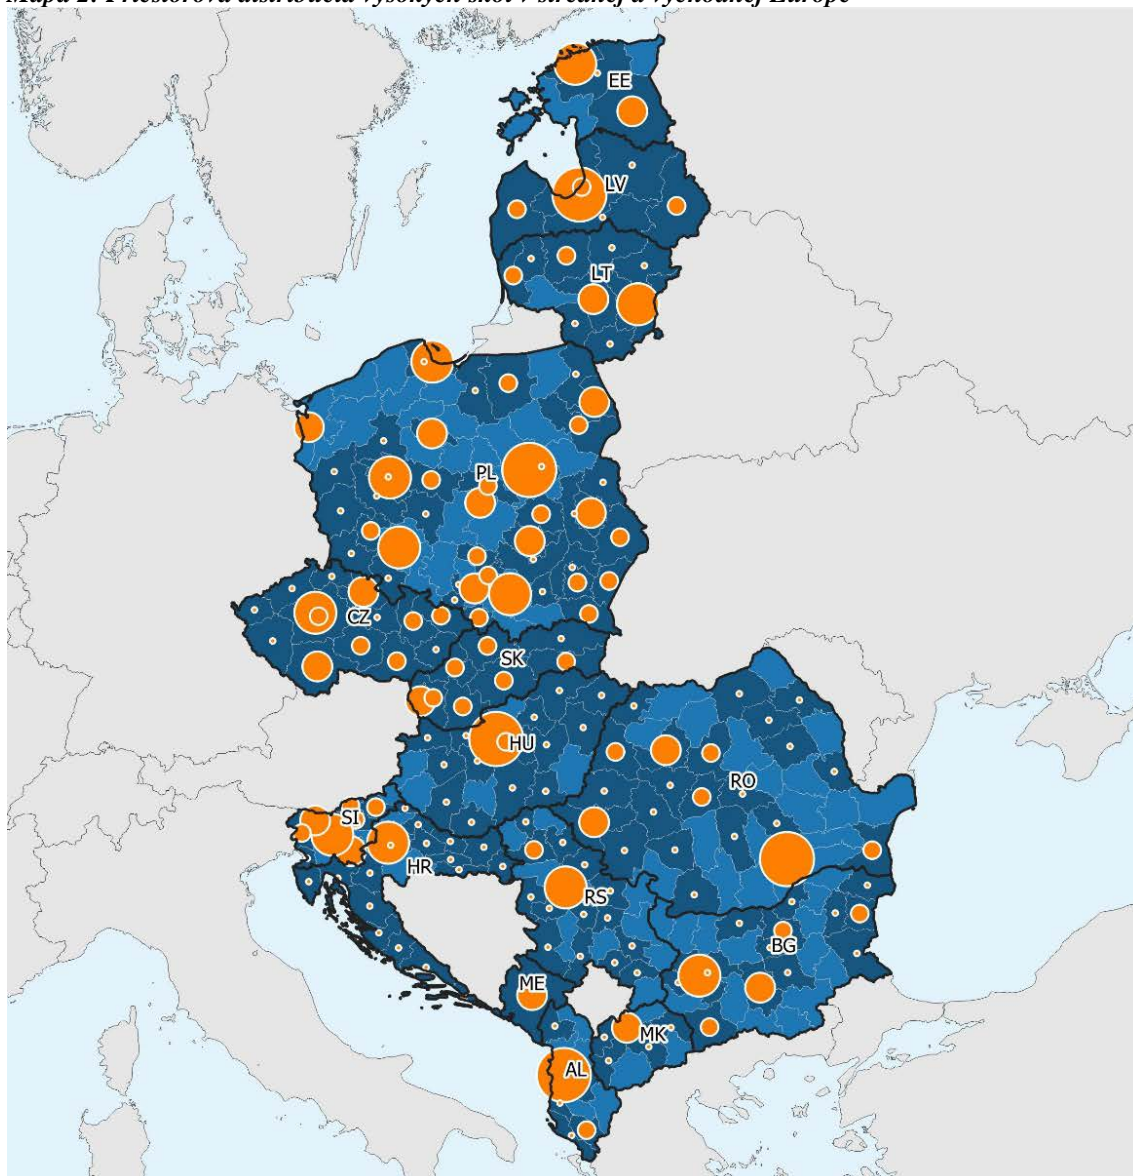 Mapa 2: Priestorová distribúcia vysokých škôl v strednej a východnej Európe
EE
LV
LT
PL
CZ
SK
HU
RO
SI
HR
RS
BG
ME
MK
AL